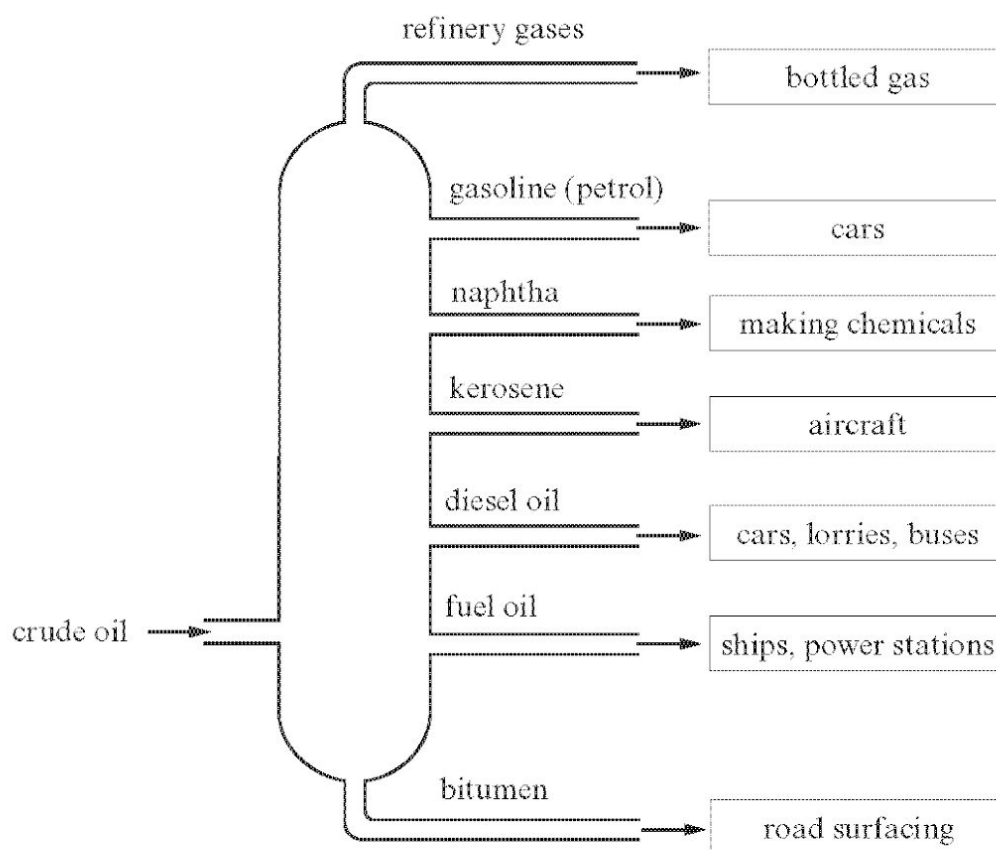 refinery gases
bottled gas
gasoline (petrol)
cars
naphtha
making chemicals
kerosene
aircraft
diesel oil
cars, lorries, buses
fuel oil
crude oil
ships, power stations
bitumen
road surfacing